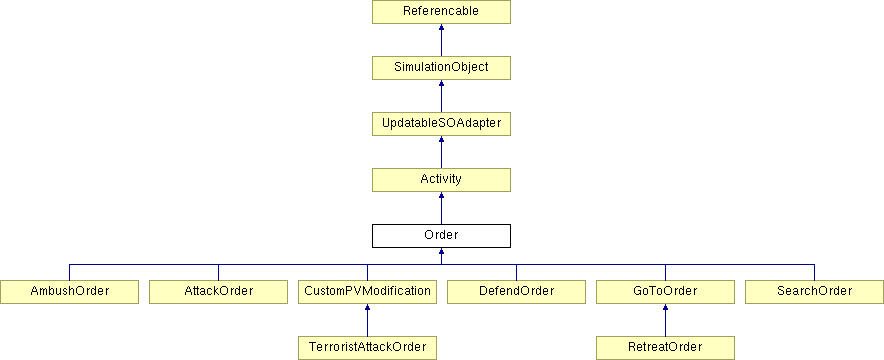 Referencable
SimulationObject
UpdatableSOAdapter
Activity
Order
AmbushOrder AttackOrder CustomPVModification DefendOrder GoToOrder SearchOrder
TerroristAttackOrder RetreatOrder